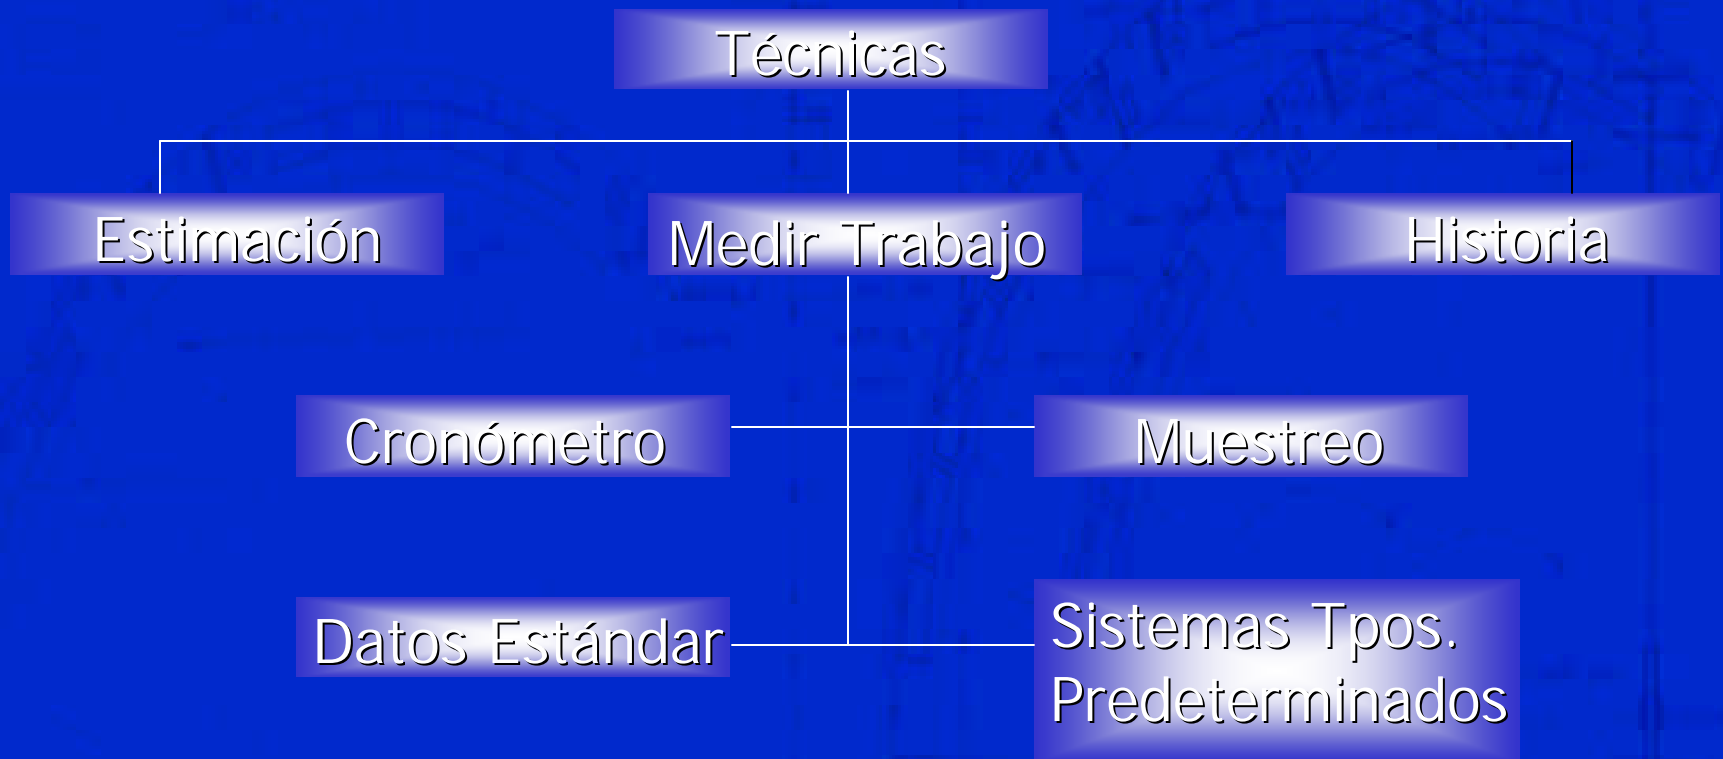 Técnicas
Estimación
Medir Trabajo
Historia
Cronómetro
Muestreo
Datos Estándar
Sistemas Tpos.
Predeterminados